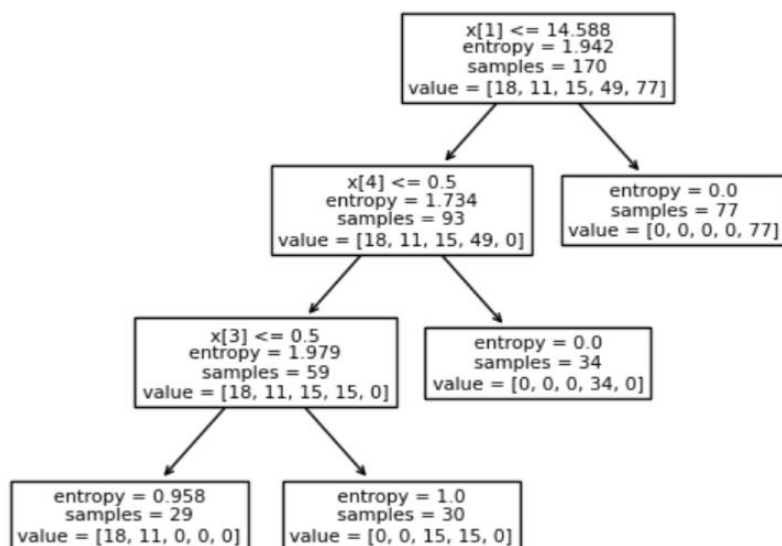 x[1] <= 14.588
entropy = 1.942
samples = 170
value = [18, 11, 15, 49, 77]
x[4] <= 0.5
entropy = 1.734
samples = 93
value = [18, 11, 15, 49, 0]
entropy = 0.0
samples = 77
value = [0, 0, 0, 0, 77]
x[3] <= 0.5
entropy = 1.979
samples = 59
value = [18, 11, 15, 15, 0]
entropy = 0.0
samples = 34
value = [0, 0, 0, 34, 0]
entropy = 0.958
samples = 29
value = [18, 11, 0, 0, 0]
entropy = 1.0
samples = 30
value = [0, 0, 15, 15, 0]